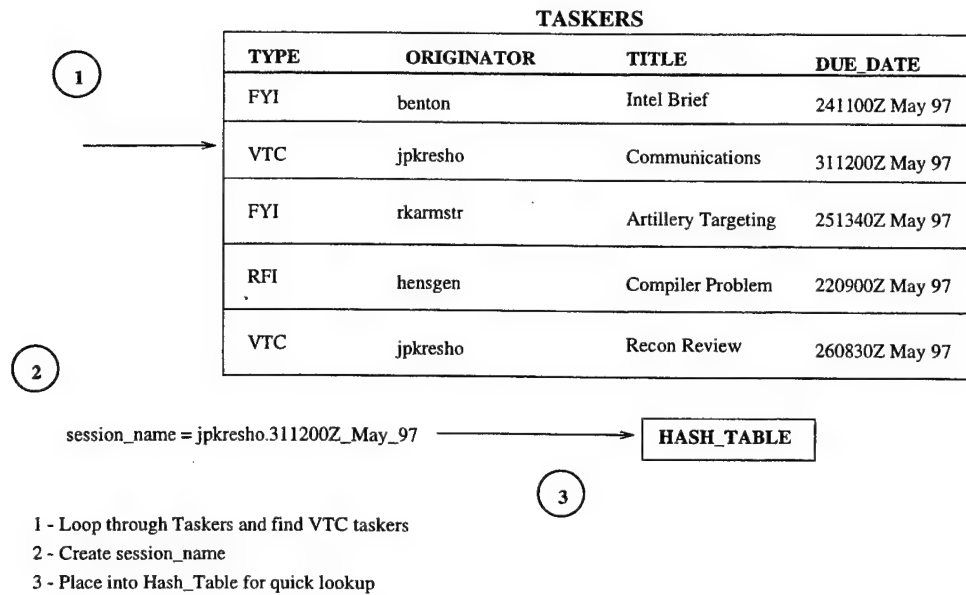 TASKERS
TYPE ORIGINATOR TITLE DUE_DATE
1
FYI benton Intel Brief 241100Z May 97
VTC jpkresho Communications 311200Z May 97
FYI rkarmstr Artillery Targeting 251340Z May 97
RFI hensgen Compiler Problem 220900Z May 97
VTC jpkresho Recon Review 260830Z May 97
2
session_name = jpkresho.311200Z_May_97 HASH_TABLE
3
1 - Loop through Taskers and find VTC taskers
2 - Create session_name
3 - Place into Hash_Table for quick lookup